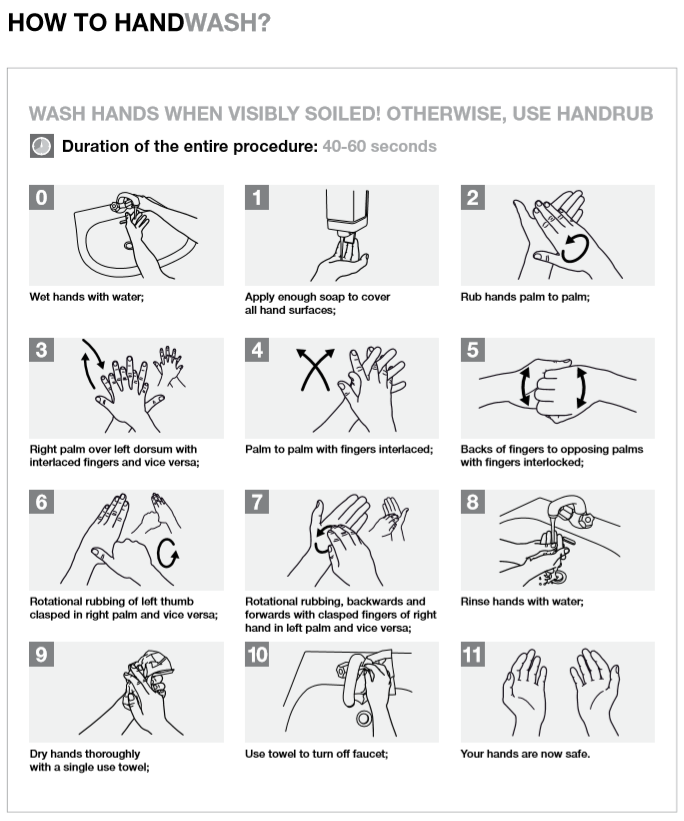 HOW TO HANDWASH?
WASH HANDS WHEN VISIBLY SOILED! OTHERWISE, USE HANDRUB
Duration of the entire procedure: 40-60 seconds
0
Wet hands with water;
1
Apply enough soap to cover
all hand surfaces;
2
Rub hands palm to palm;
3
Right palm over left dorsum with
interlaced fingers and vice versa;
4
Palm to palm with fingers interlaced;
5
Backs of fingers to opposing palms
with fingers interlocked;
6
Rotational rubbing of left thumb
clasped in right palm and vice versa;
7
Rotational rubbing, backwards and
forwards with clasped fingers of right
hand in left palm and vice versa;
8
Rinse hands with water;
9
Dry hands thoroughly
with a single use towel;
10
Use towel to turn off faucet;
11
Your hands are now safe.